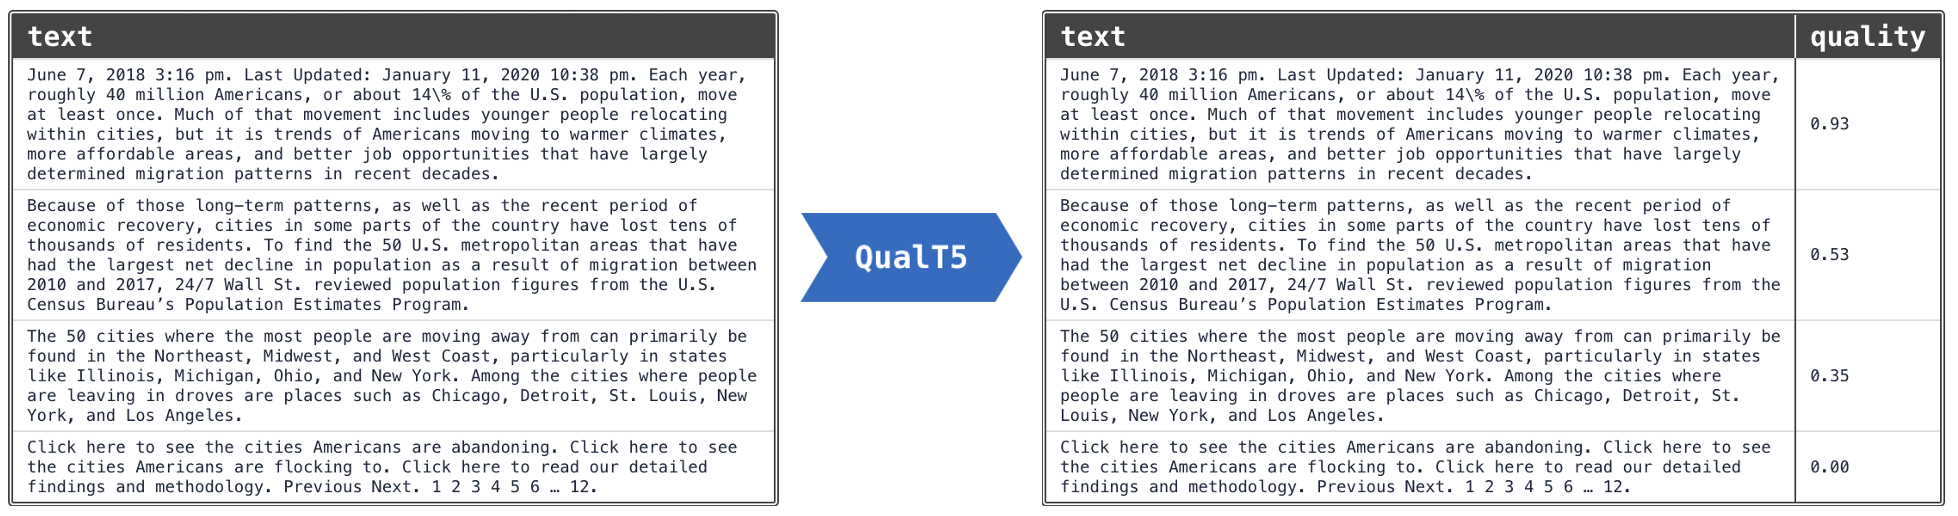 text
June 7, 2018 3:16 pm. Last Updated: January 11, 2020 10:38 pm. Each year,
roughly 40 million Americans, or about 14\% of the U.S. population, move
at least once. Much of that movement includes younger people relocating
within cities, but it is trends of Americans moving to warmer climates,
more affordable areas, and better job opportunities that have largely
determined migration patterns in recent decades.
Because of those long–term patterns, as well as the recent period of
economic recovery, cities in some parts of the country have lost tens of
thousands of residents. To find the 50 U.S. metropolitan areas that have
had the largest net decline in population as a result of migration between
2010 and 2017, 24/7 Wall St. reviewed population figures from the U.S.
Census Bureau’s Population Estimates Program.
The 50 cities where the most people are moving away from can primarily be
found in the Northeast, Midwest, and West Coast, particularly in states
like Illinois, Michigan, Ohio, and New York. Among the cities where people
are leaving in droves are places such as Chicago, Detroit, St. Louis, New
York, and Los Angeles.
Click here to see the cities Americans are abandoning. Click here to see
the cities Americans are flocking to. Click here to read our detailed
findings and methodology. Previous Next. 1 2 3 4 5 6 … 12.
QualT5
text quality
June 7, 2018 3:16 pm. Last Updated: January 11, 2020 10:38 pm. Each year,
roughly 40 million Americans, or about 14\% of the U.S. population, move
at least once. Much of that movement includes younger people relocating
within cities, but it is trends of Americans moving to warmer climates,
more affordable areas, and better job opportunities that have largely
determined migration patterns in recent decades.
0.93
Because of those long–term patterns, as well as the recent period of
economic recovery, cities in some parts of the country have lost tens of
thousands of residents. To find the 50 U.S. metropolitan areas that have
had the largest net decline in population as a result of migration
between 2010 and 2017, 24/7 Wall St. reviewed population figures from the
U.S. Census Bureau’s Population Estimates Program.
0.53
The 50 cities where the most people are moving away from can primarily be
found in the Northeast, Midwest, and West Coast, particularly in states
like Illinois, Michigan, Ohio, and New York. Among the cities where
people are leaving in droves are places such as Chicago, Detroit, St.
Louis, New York, and Los Angeles.
0.35
Click here to see the cities Americans are abandoning. Click here to see
the cities Americans are flocking to. Click here to read our detailed
findings and methodology. Previous Next. 1 2 3 4 5 6 … 12.
0.00